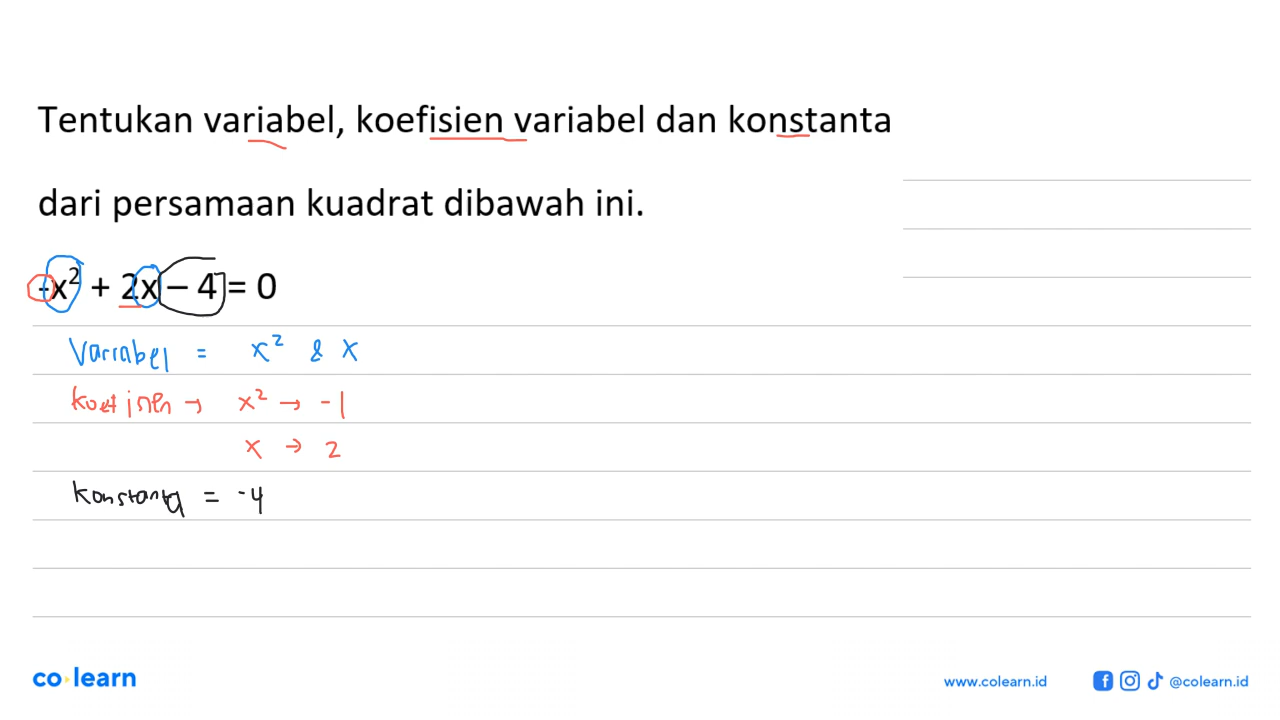 Tentukan variabel, koefisien variabel dan konstanta
dari persamaan kuadrat dibawah ini.
-x² + 2x – 4 = 0
Variabel = x² & x
koefisien → x² → -1
x → 2
konstanta = -4
co learn
www.colearn.id
@colearn.id